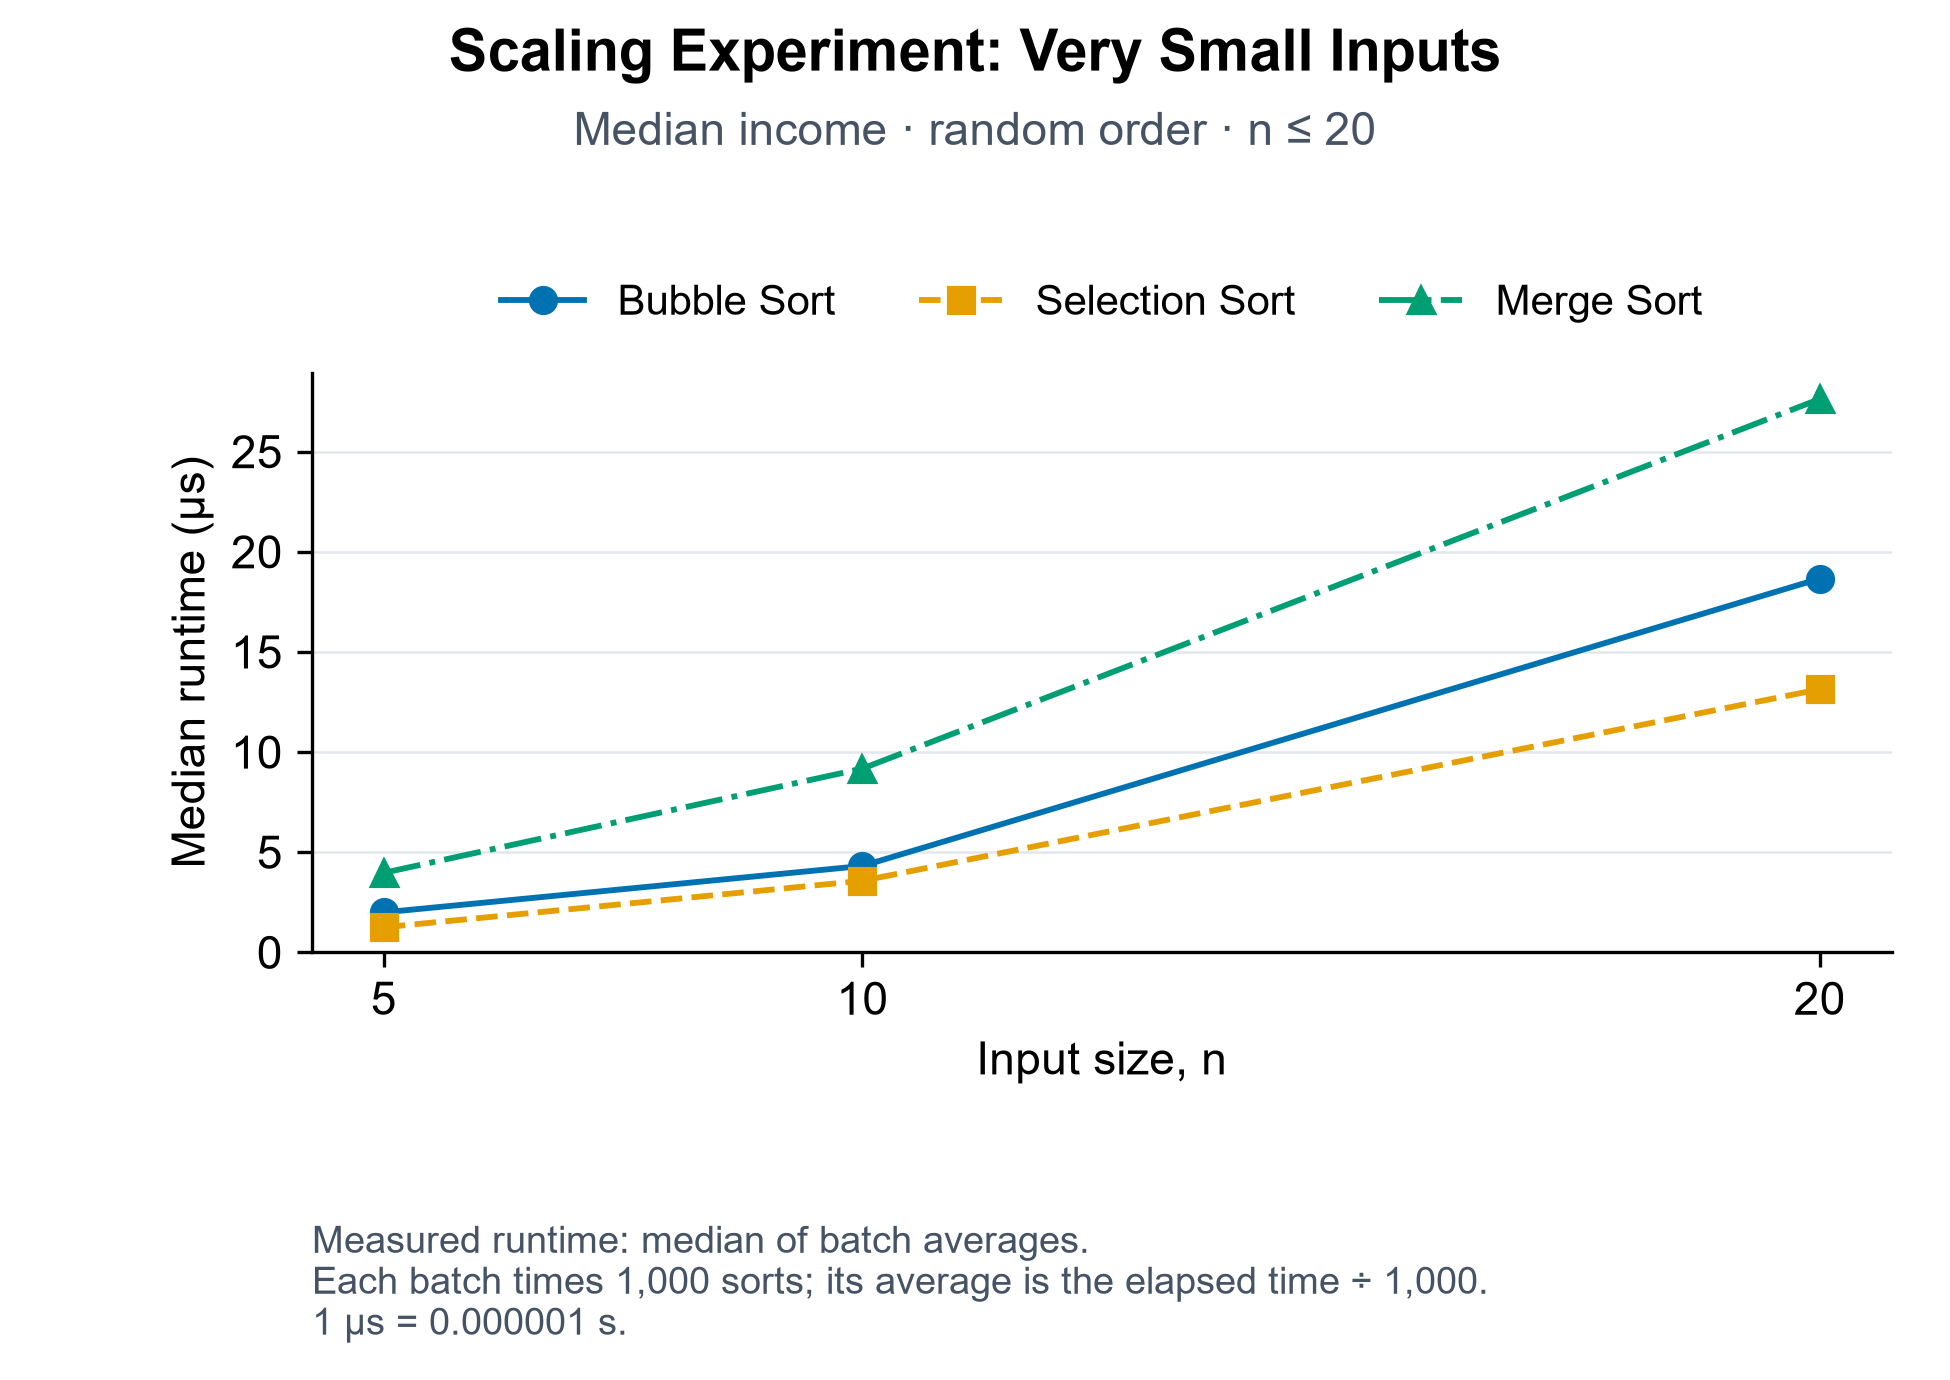 Scaling Experiment: Very Small Inputs
Median income · random order · n ≤ 20
Bubble Sort
Selection Sort
Merge Sort
Median runtime (µs)
25
20
15
10
5
0
5
10
20
Input size, n
Measured runtime: median of batch averages.
Each batch times 1,000 sorts; its average is the elapsed time ÷ 1,000.
1 µs = 0.000001 s.